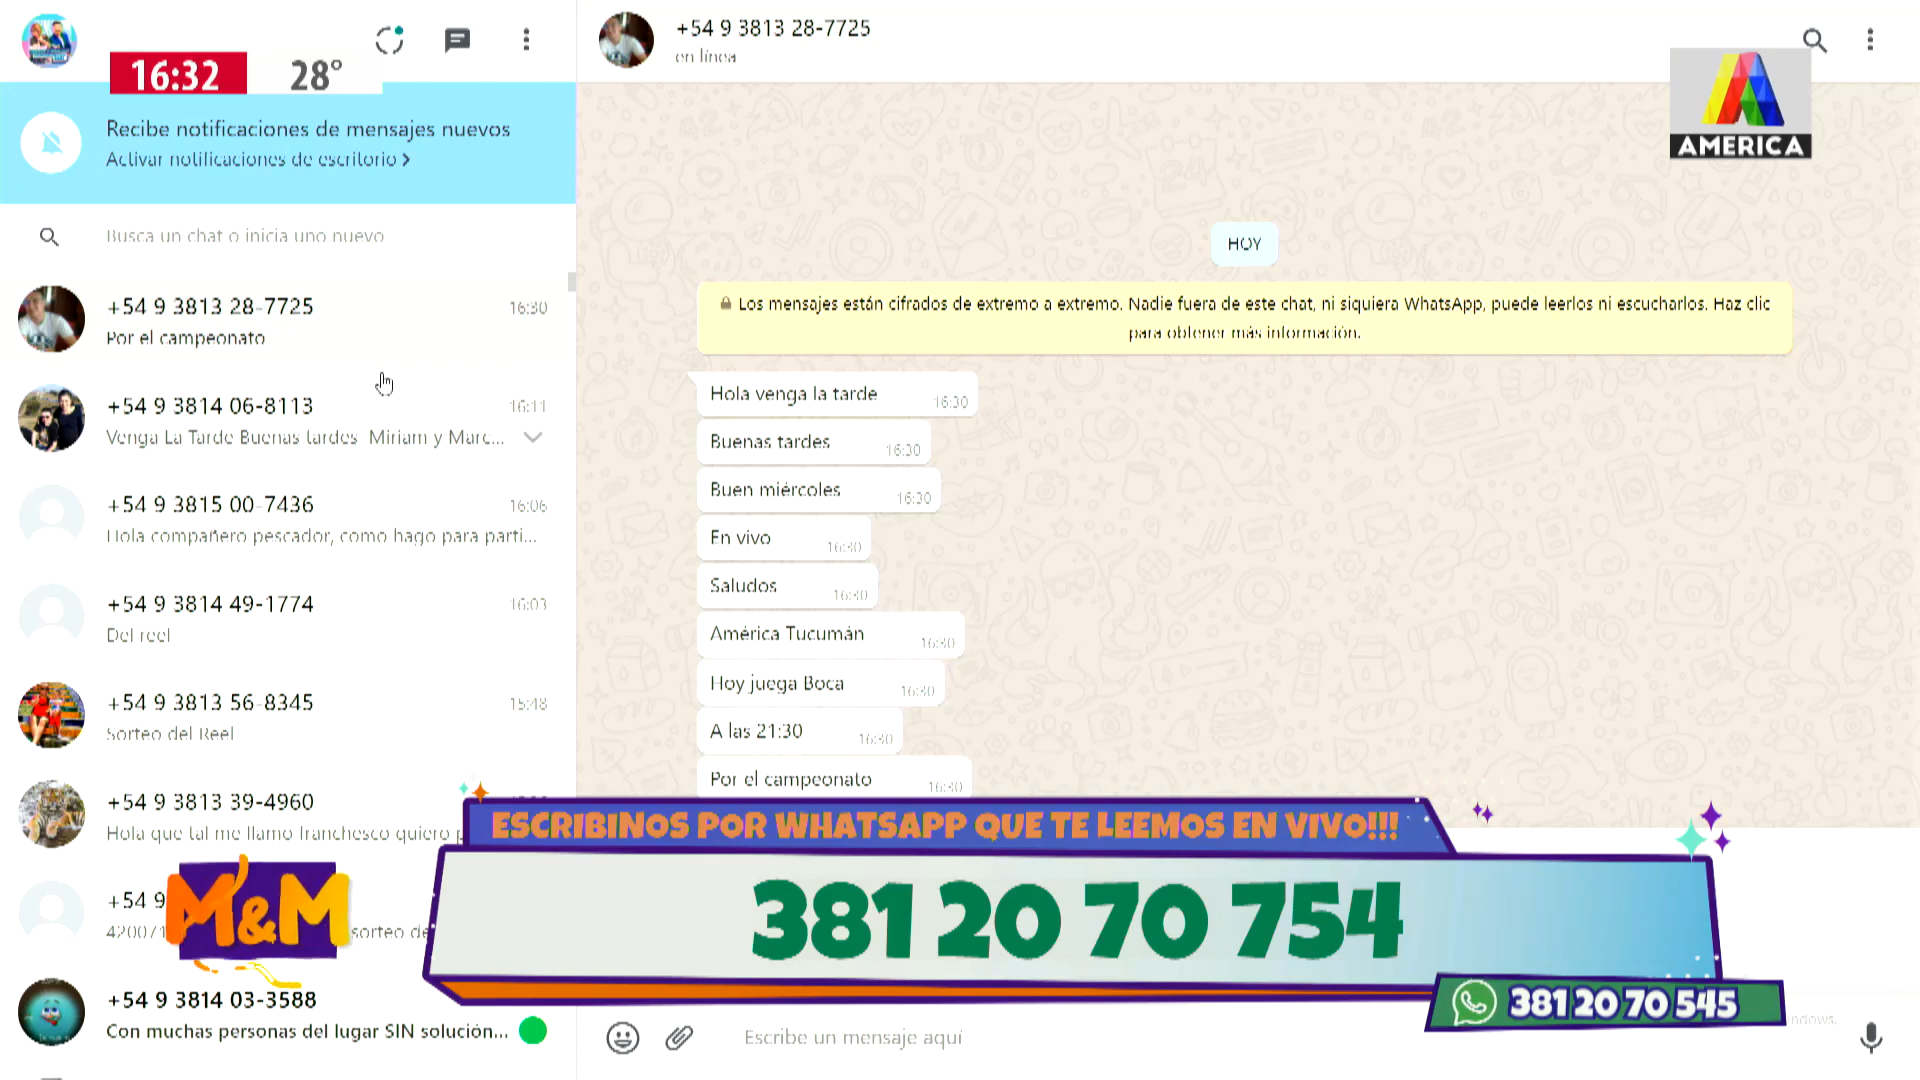 16:32
28°
Recibe notificaciones de mensajes nuevos
Activar notificaciones de escritorio
Busca un chat o inicia uno nuevo
+54 9 3813 28-7725
16:30
Por el campeonato
+54 9 3814 06-8113
16:11
Venga La Tarde Buenas tardes Miriam y Marc...
+54 9 3815 00-7436
16:06
Hola compañero pescador, como hago para parti...
+54 9 3814 49-1774
16:03
Del reel
+54 9 3813 56-8345
15:48
Sorteo del Reel
+54 9 3813 39-4960
Hola que tal me llamo franchesco quiero
+54 9
420071
sorteo de
M&M
+54 9 3814 03-3588
Con muchas personas del lugar SIN solución...
+54 9 3813 28-7725
en línea
AMERICA
HOY
Los mensajes están cifrados de extremo a extremo. Nadie fuera de este chat, ni siquiera WhatsApp, puede leerlos ni escucharlos. Haz clic
para obtener más información.
Hola venga la tarde
16:30
Buenas tardes
16:30
Buen miércoles
16:30
En vivo
16:30
Saludos
16:30
América Tucumán
16:30
Hoy juega Boca
16:30
A las 21:30
16:30
Por el campeonato
16:30
ESCRIBINOS POR WHATSAPP QUE TE LEEMOS EN VIVO!!!
381 20 70 754
381 20 70 545
Escribe un mensaje aquí